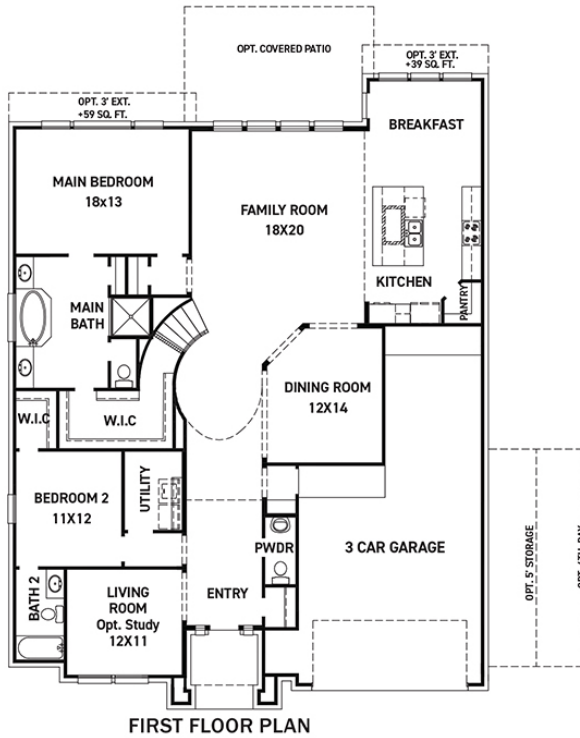 OPT. COVERED PATIO
OPT. 3' EXT.
+39 SQ. FT.
OPT. 3' EXT.
+59 SQ. FT.
BREAKFAST
MAIN BEDROOM
18x13
FAMILY ROOM
18X20
KITCHEN
PANTRY
MAIN
BATH
DINING ROOM
12X14
W.I.C
W.I.C
BEDROOM 2
11X12
UTILITY
PWDR
3 CAR GARAGE
OPT. 5' STORAGE
BATH 2
LIVING
ROOM
Opt. Study
12X11
ENTRY
FIRST FLOOR PLAN